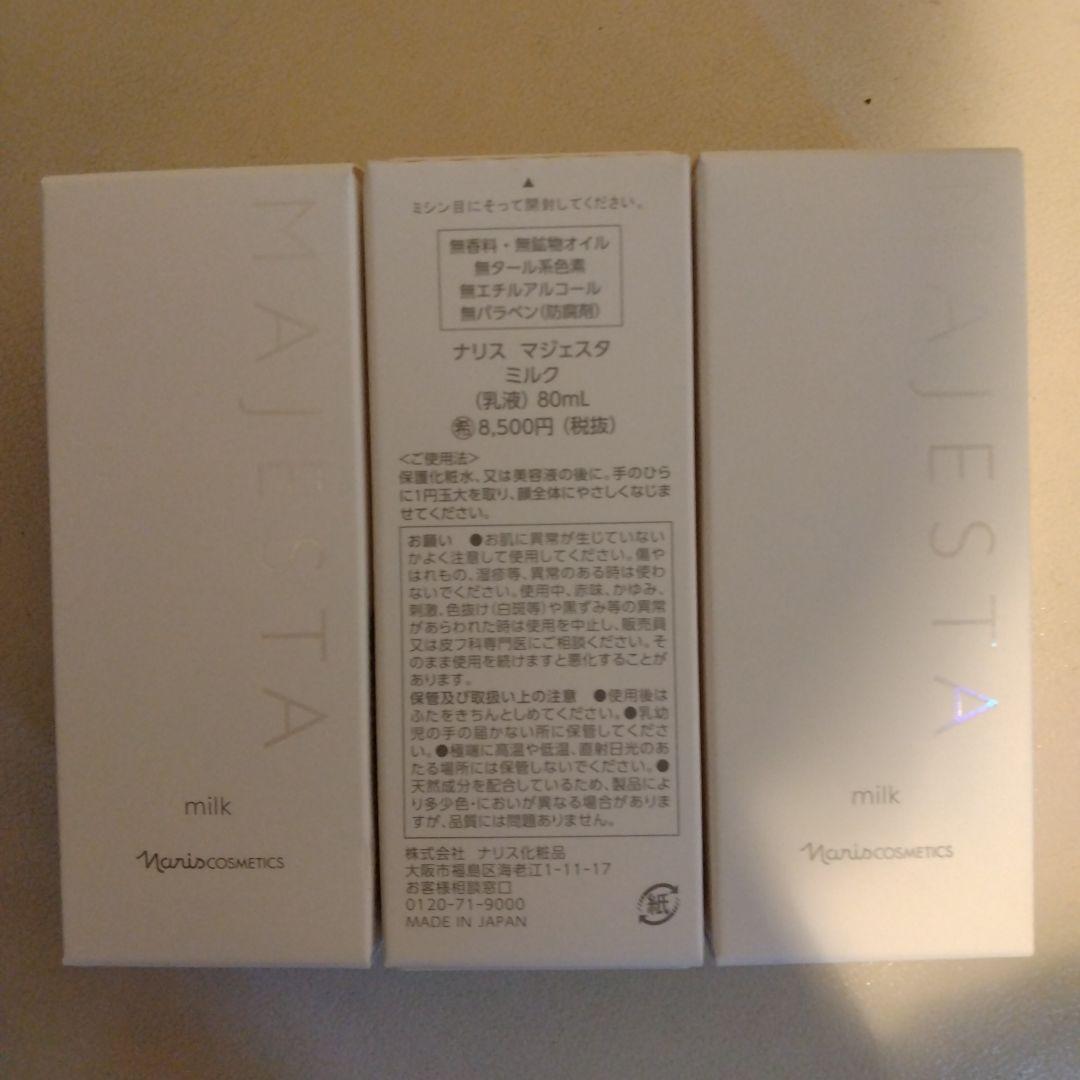 MAJESTA
milk
Naris COSMETICS
▲
ミシン目にそって開封してください。
無香料・無鉱物オイル
無タール系色素
無エチルアルコール
無パラベン(防腐剤)
ナリス マジェスタ
ミルク
(乳液) 80mL
㊍8,500円 (税抜)
<ご使用法>
保護化粧水、又は美容液の後に。手のひら
に1円玉大を取り、顔全体にやさしくなじま
せてください。
お願い ●お肌に異常が生じていない
かよく注意して使用してください。傷や
はれもの、湿疹等、異常のある時は使わ
ないでください。使用中、赤味、かゆみ、
刺激、色抜け(白斑等)や黒ずみ等の異常
があらわれた時は使用を中止し、販売員
又は皮フ科専門医にご相談ください。そ
のまま使用を続けますと悪化することが
あります。
保管及び取扱い上の注意 ●使用後は
ふたをきちんとしめてください。●乳幼
児の手の届かない所に保管してくださ
い。●極端に高温や低温、直射日光のあ
たる場所には保管しないでください。●
天然成分を配合しているため、製品によ
り多少色・においが異なる場合がありま
すが、品質には問題ありません。
株式会社 ナリス化粧品
大阪市福島区海老江1-11-17
お客様相談窓口
0120-71-9000
MADE IN JAPAN
紙
MAJESTA
milk
Naris COSMETICS